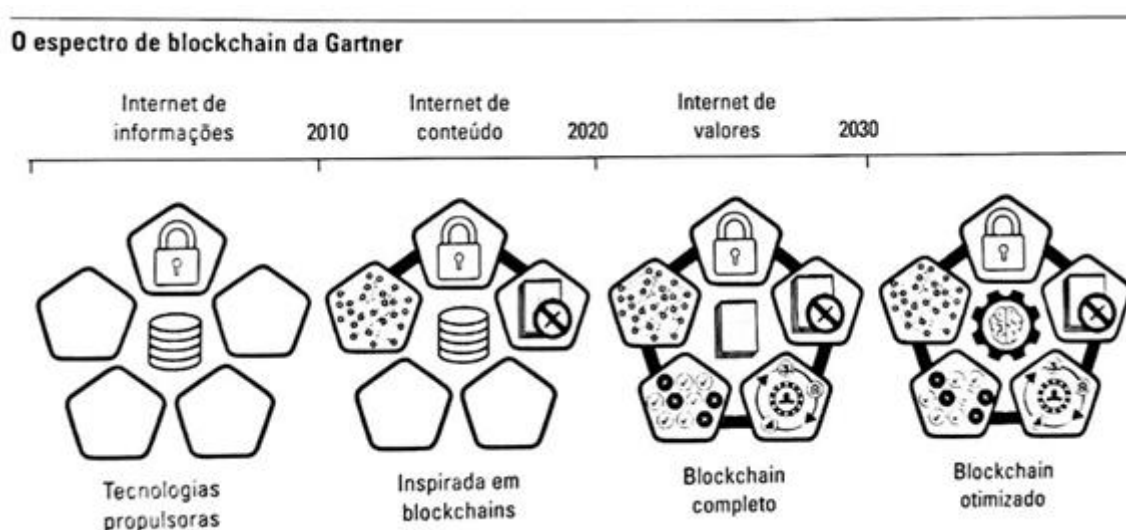 O espectro de blockchain da Gartner
Internet de
informações
2010
Internet de
conteúdo
2020
Internet de
valores
2030
Tecnologias
propulsoras
Inspirada em
blockchains
Blockchain
completo
Blockchain
otimizado